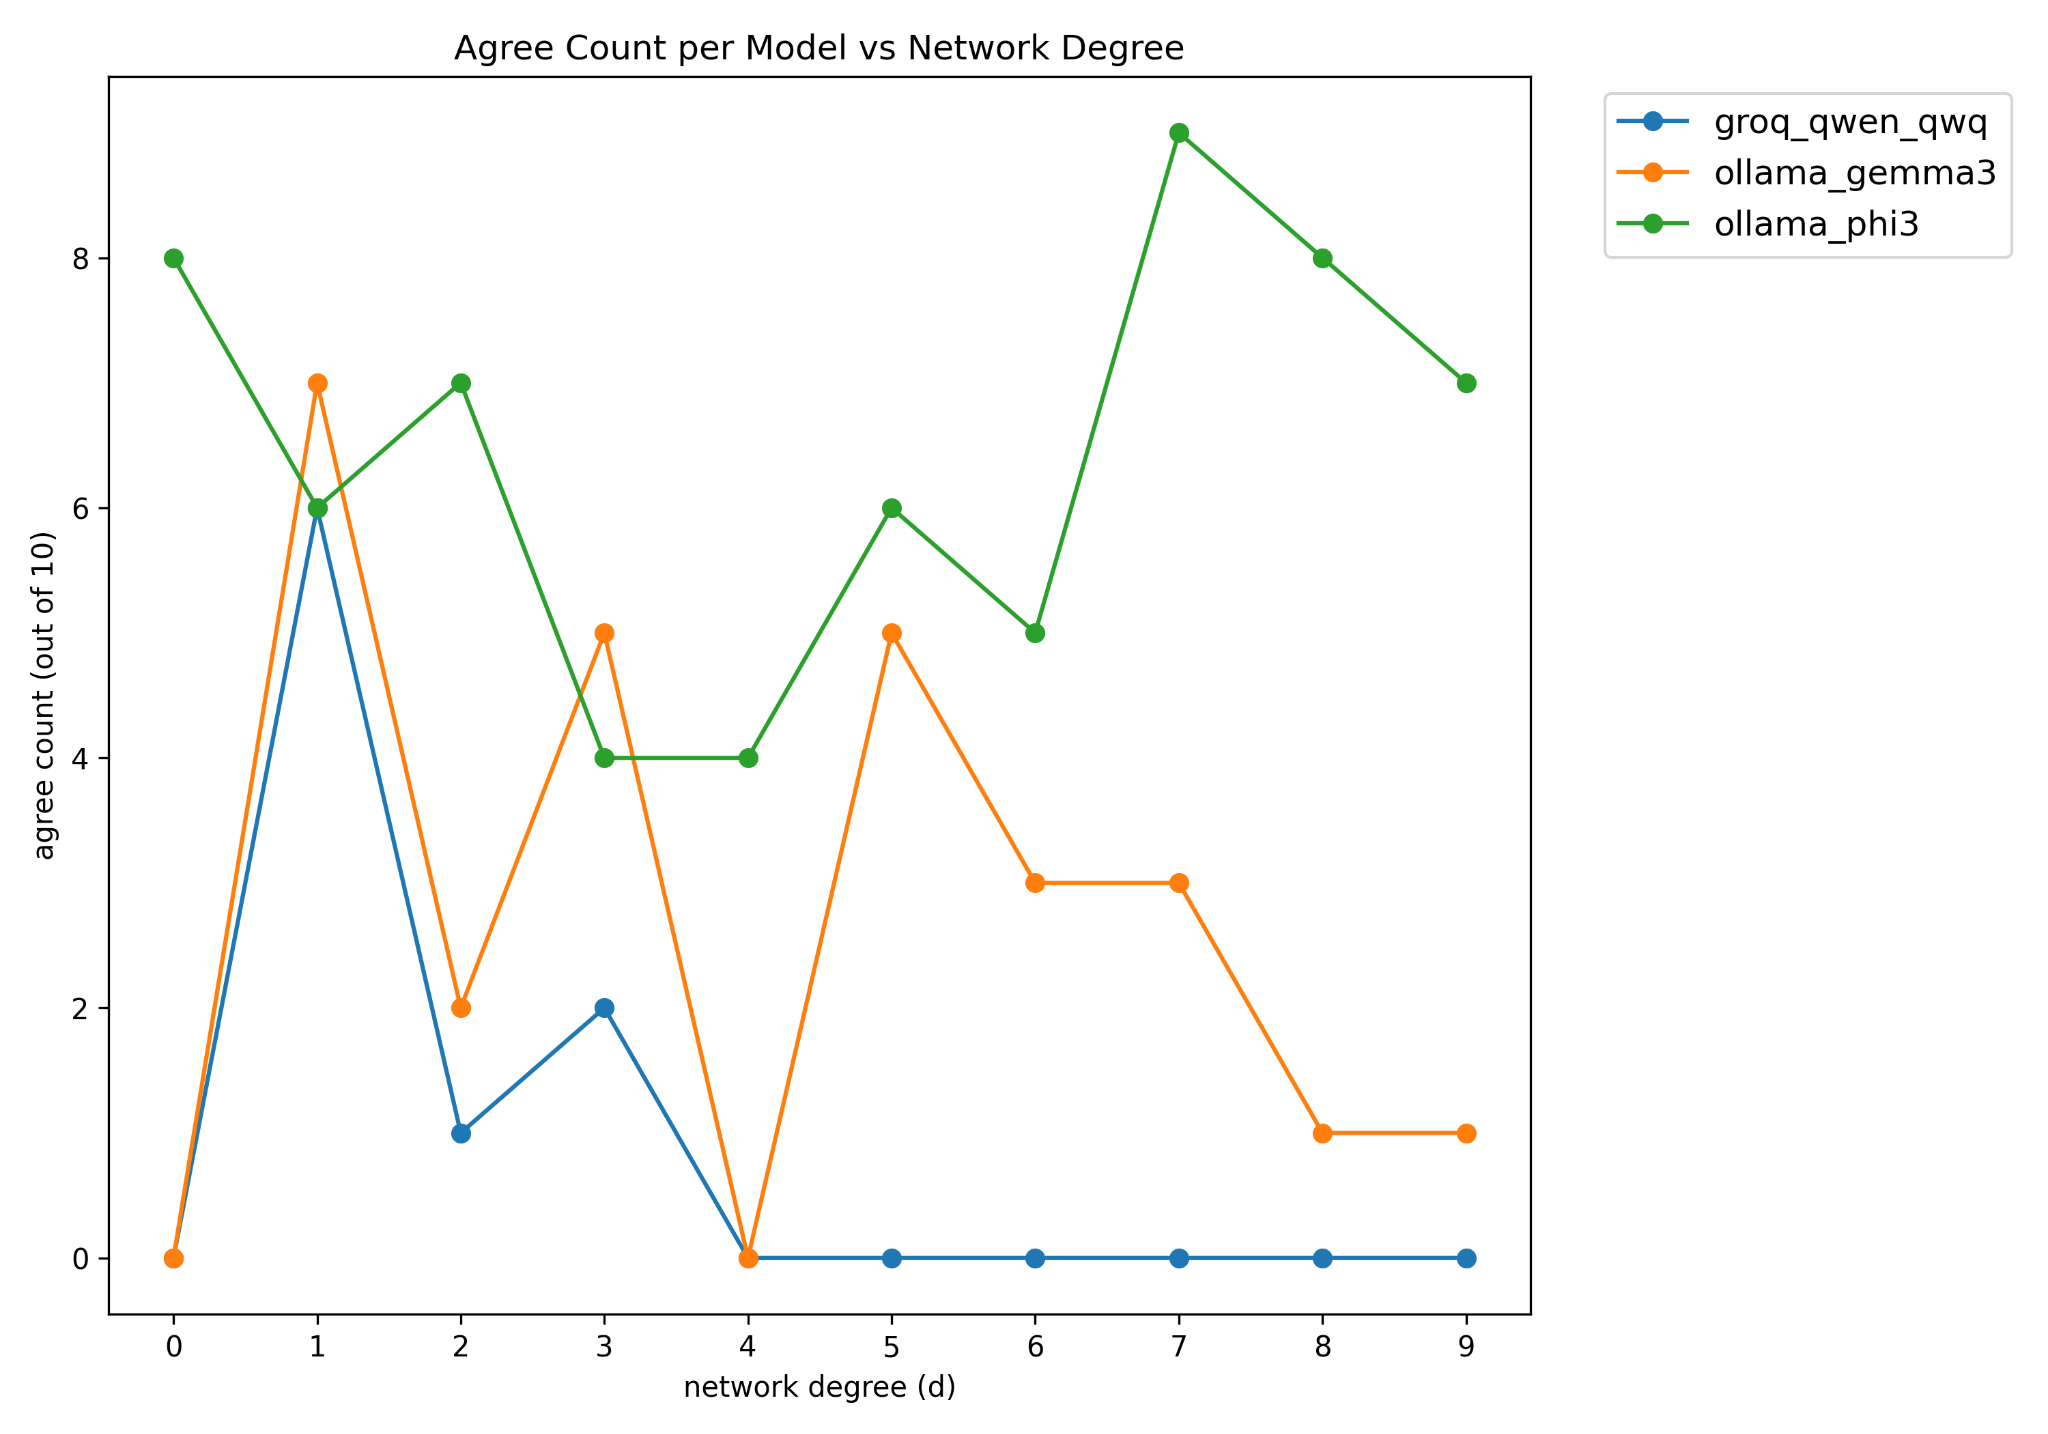 Agree Count per Model vs Network Degree
groq_qwen_qwq
ollama_gemma3
ollama_phi3
agree count (out of 10)
8
6
4
2
0
0 1 2 3 4 5 6 7 8 9
network degree (d)